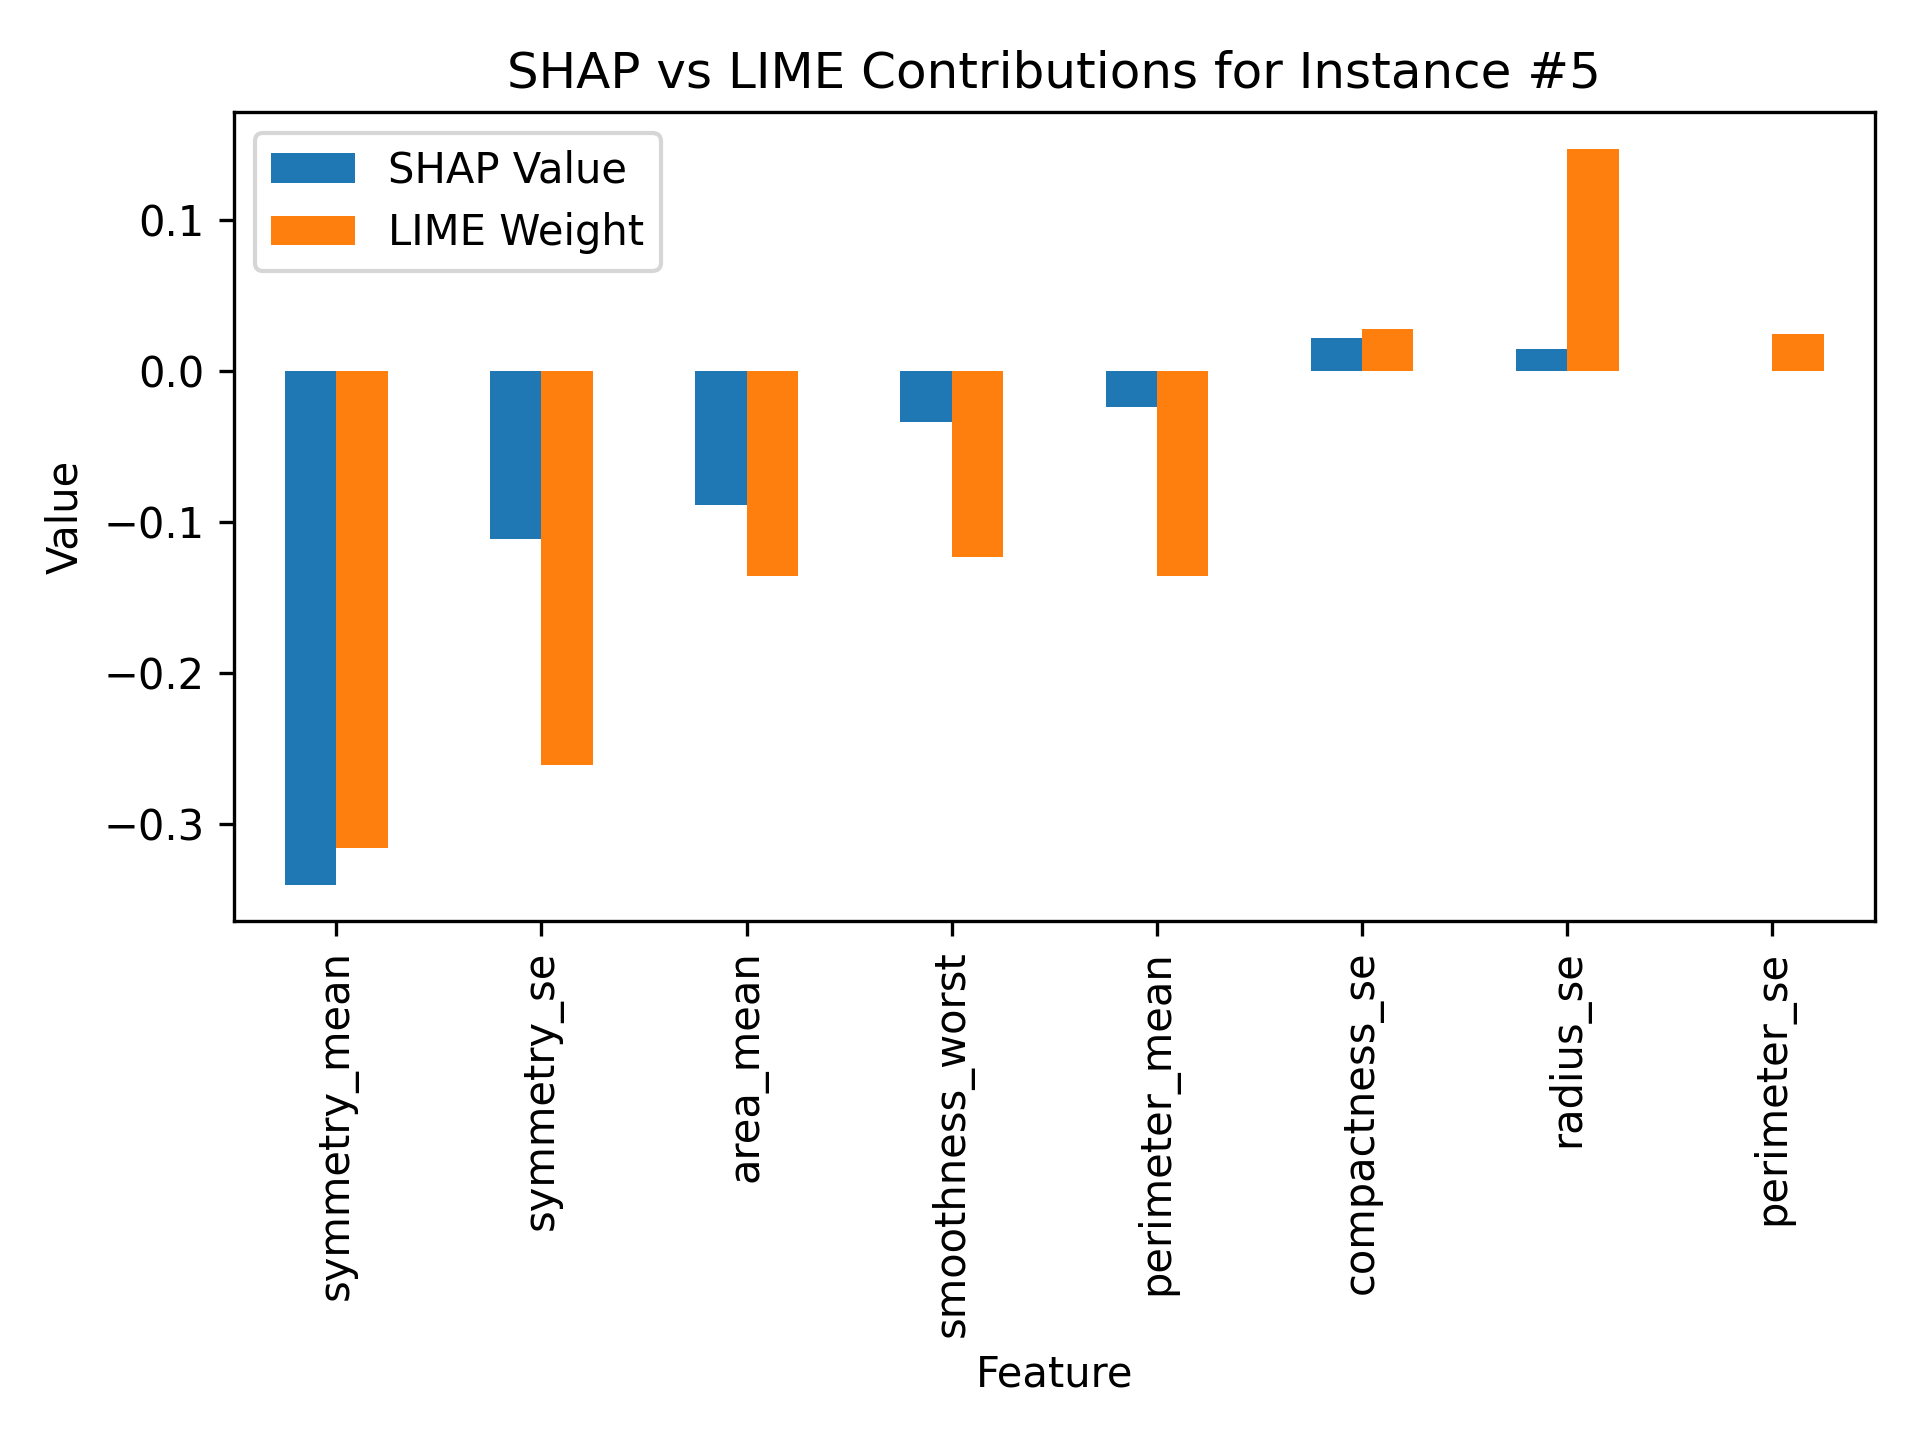 SHAP vs LIME Contributions for Instance #5
SHAP Value
LIME Weight
0.1
0.0
−0.1
−0.2
−0.3
Value
symmetry_mean
symmetry_se
area_mean
smoothness_worst
perimeter_mean
compactness_se
radius_se
perimeter_se
Feature